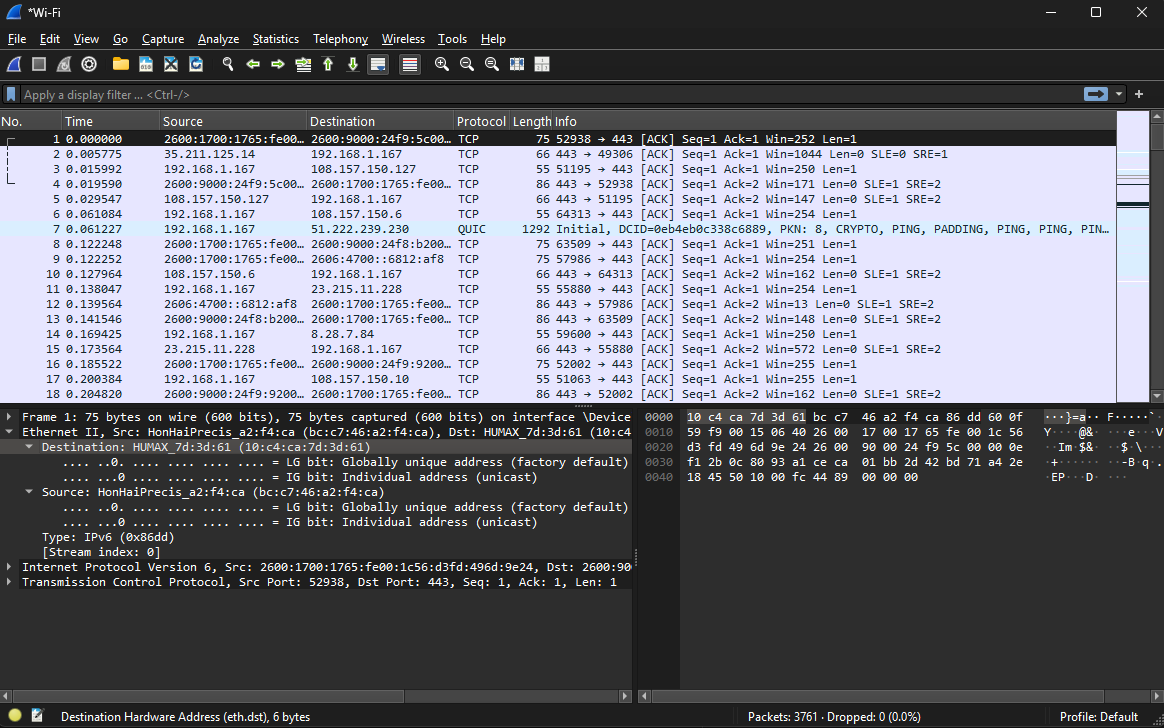 *Wi-Fi
File Edit View Go Capture Analyze Statistics Telephony Wireless Tools Help
Apply a display filter ... <Ctrl-/>
No. Time Source Destination Protocol Length Info
1 0.000000 2600:1700:1765:fe00… 2600:9000:24f9:5c00… TCP 75 52938 → 443 [ACK] Seq=1 Ack=1 Win=252 Len=1
2 0.005775 35.211.125.14 192.168.1.167 TCP 66 443 → 49306 [ACK] Seq=1 Ack=1 Win=1044 Len=0 SLE=0 SRE=1
3 0.015992 192.168.1.167 108.157.150.127 TCP 55 51195 → 443 [ACK] Seq=1 Ack=1 Win=250 Len=1
4 0.019590 2600:9000:24f9:5c00… 2600:1700:1765:fe00… TCP 86 443 → 52938 [ACK] Seq=1 Ack=2 Win=171 Len=0 SLE=1 SRE=2
5 0.029547 108.157.150.127 192.168.1.167 TCP 66 443 → 51195 [ACK] Seq=1 Ack=2 Win=147 Len=0 SLE=1 SRE=2
6 0.061084 192.168.1.167 108.157.150.6 TCP 55 64313 → 443 [ACK] Seq=1 Ack=1 Win=254 Len=1
7 0.061227 192.168.1.167 51.222.239.230 QUIC 1292 Initial, DCID=0eb4eb0c338c6889, PKN: 8, CRYPTO, PING, PADDING, PING, PING, PIN…
8 0.122248 2600:1700:1765:fe00… 2600:9000:24f8:b200… TCP 75 63509 → 443 [ACK] Seq=1 Ack=1 Win=251 Len=1
9 0.122252 2600:1700:1765:fe00… 2606:4700::6812:af8 TCP 75 57986 → 443 [ACK] Seq=1 Ack=1 Win=254 Len=1
10 0.127964 108.157.150.6 192.168.1.167 TCP 66 443 → 64313 [ACK] Seq=1 Ack=2 Win=162 Len=0 SLE=1 SRE=2
11 0.138047 192.168.1.167 23.215.11.228 TCP 55 55880 → 443 [ACK] Seq=1 Ack=1 Win=254 Len=1
12 0.139564 2606:4700::6812:af8 2600:1700:1765:fe00… TCP 86 443 → 57986 [ACK] Seq=1 Ack=2 Win=13 Len=0 SLE=1 SRE=2
13 0.141546 2600:9000:24f8:b200… 2600:1700:1765:fe00… TCP 86 443 → 63509 [ACK] Seq=1 Ack=2 Win=148 Len=0 SLE=1 SRE=2
14 0.169425 192.168.1.167 8.28.7.84 TCP 55 59600 → 443 [ACK] Seq=1 Ack=1 Win=250 Len=1
15 0.173564 23.215.11.228 192.168.1.167 TCP 66 443 → 55880 [ACK] Seq=1 Ack=2 Win=572 Len=0 SLE=1 SRE=2
16 0.185522 2600:1700:1765:fe00… 2600:9000:24f9:9200… TCP 75 52002 → 443 [ACK] Seq=1 Ack=1 Win=255 Len=1
17 0.200384 192.168.1.167 108.157.150.10 TCP 55 51063 → 443 [ACK] Seq=1 Ack=1 Win=255 Len=1
18 0.204820 2600:9000:24f9:9200… 2600:1700:1765:fe00… TCP 86 443 → 52002 [ACK] Seq=1 Ack=2 Win=162 Len=0 SLE=1 SRE=2
Frame 1: 75 bytes on wire (600 bits), 75 bytes captured (600 bits) on interface \Device
Ethernet II, Src: HonHaiPrecis_a2:f4:ca (bc:c7:46:a2:f4:ca), Dst: HUMAX_7d:3d:61 (10:c4
Destination: HUMAX_7d:3d:61 (10:c4:ca:7d:3d:61)
.... ..0. .... .... .... .... = LG bit: Globally unique address (factory default)
.... ...0 .... .... .... .... = IG bit: Individual address (unicast)
Source: HonHaiPrecis_a2:f4:ca (bc:c7:46:a2:f4:ca)
.... ..0. .... .... .... .... = LG bit: Globally unique address (factory default)
.... ...0 .... .... .... .... = IG bit: Individual address (unicast)
Type: IPv6 (0x86dd)
[Stream index: 0]
Internet Protocol Version 6, Src: 2600:1700:1765:fe00:1c56:d3fd:496d:9e24, Dst: 2600:90
Transmission Control Protocol, Src Port: 52938, Dst Port: 443, Seq: 1, Ack: 1, Len: 1
0000 10 c4 ca 7d 3d 61 bc c7 46 a2 f4 ca 86 dd 60 0f ···}=a·· F·····`·
0010 59 f9 00 15 06 40 26 00 17 00 17 65 fe 00 1c 56 Y····@&· ···e···V
0020 d3 fd 49 6d 9e 24 26 00 90 00 24 f9 5c 00 00 0e ··Im·$&· ··$·\···
0030 f1 2b 0c 80 93 a1 ce ca 01 bb 2d 42 bd 71 a4 2e ·+······ ··-B·q·.
0040 18 45 50 10 00 fc 44 89 00 00 00 ·EP···D· ···
Destination Hardware Address (eth.dst), 6 bytes
Packets: 3761 · Dropped: 0 (0.0%)
Profile: Default